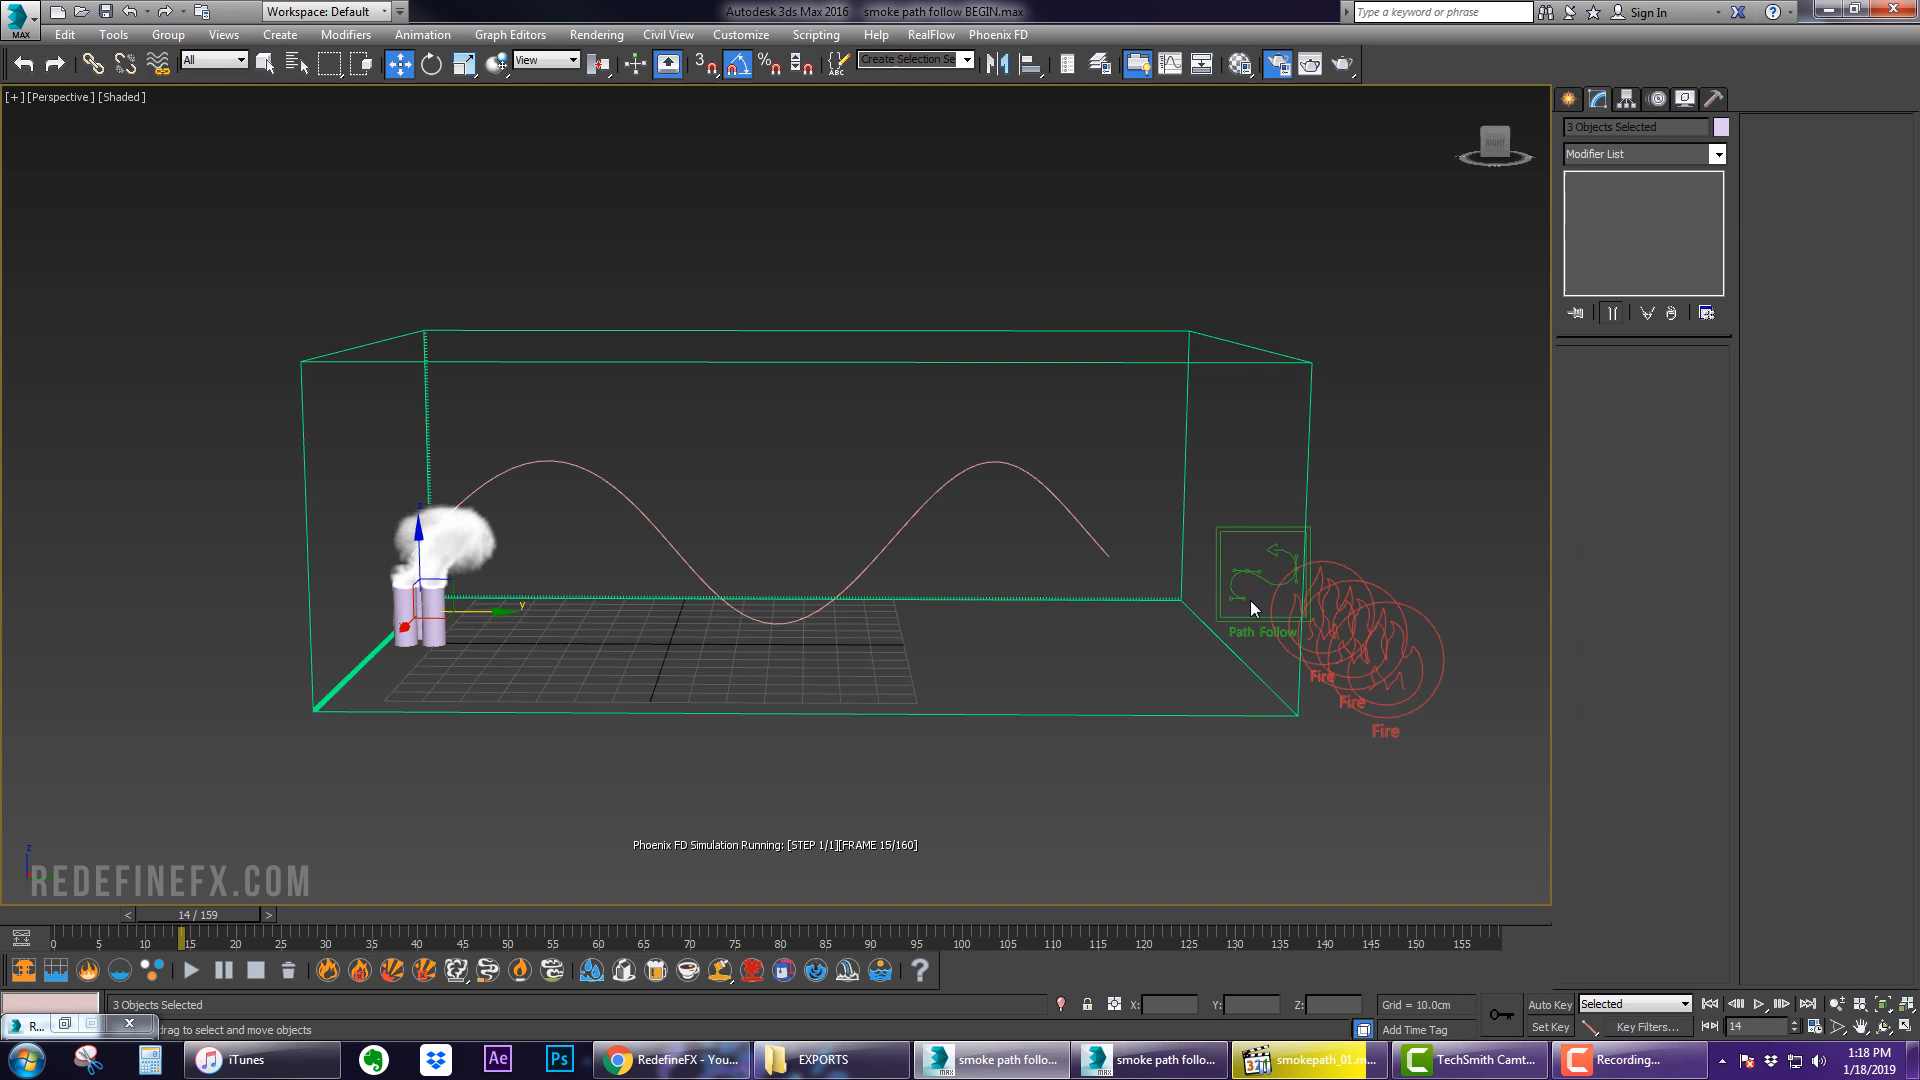 Workspace: Default
Autodesk 3ds Max 2016 smoke path follow BEGIN.max
Type a keyword or phrase
Sign In
MAX
Edit Tools Group Views Create Modifiers Animation Graph Editors Rendering Civil View Customize Scripting Help RealFlow Phoenix FD
All
View
3
ABC
Create Selection Se
[+] [Perspective ] [Shaded ]
RIGHT
3 Objects Selected
Modifier List
z
y
Path Follow
Fire
Fire
Fire
Phoenix FD Simulation Running: [STEP 1/1][FRAME 15/160]
z
REDEFINEFX.COM
< 14 / 159 >
0 5 10 15 20 25 30 35 40 45 50 55 60 65 70 75 80 85 90 95 100 105 110 115 120 125 130 135 140 145 150 155
3 Objects Selected
X: Y: Z:
Grid = 10.0cm
Auto Key
Selected
R...
drag to select and move objects
Add Time Tag
Set Key
Key Filters...
14
iTunes
Ae
Ps
RedefineFX - You...
EXPORTS
smoke path follo...
smoke path follo...
321
smokepath_01.m...
TechSmith Camt...
Recording...
1:18 PM
1/18/2019